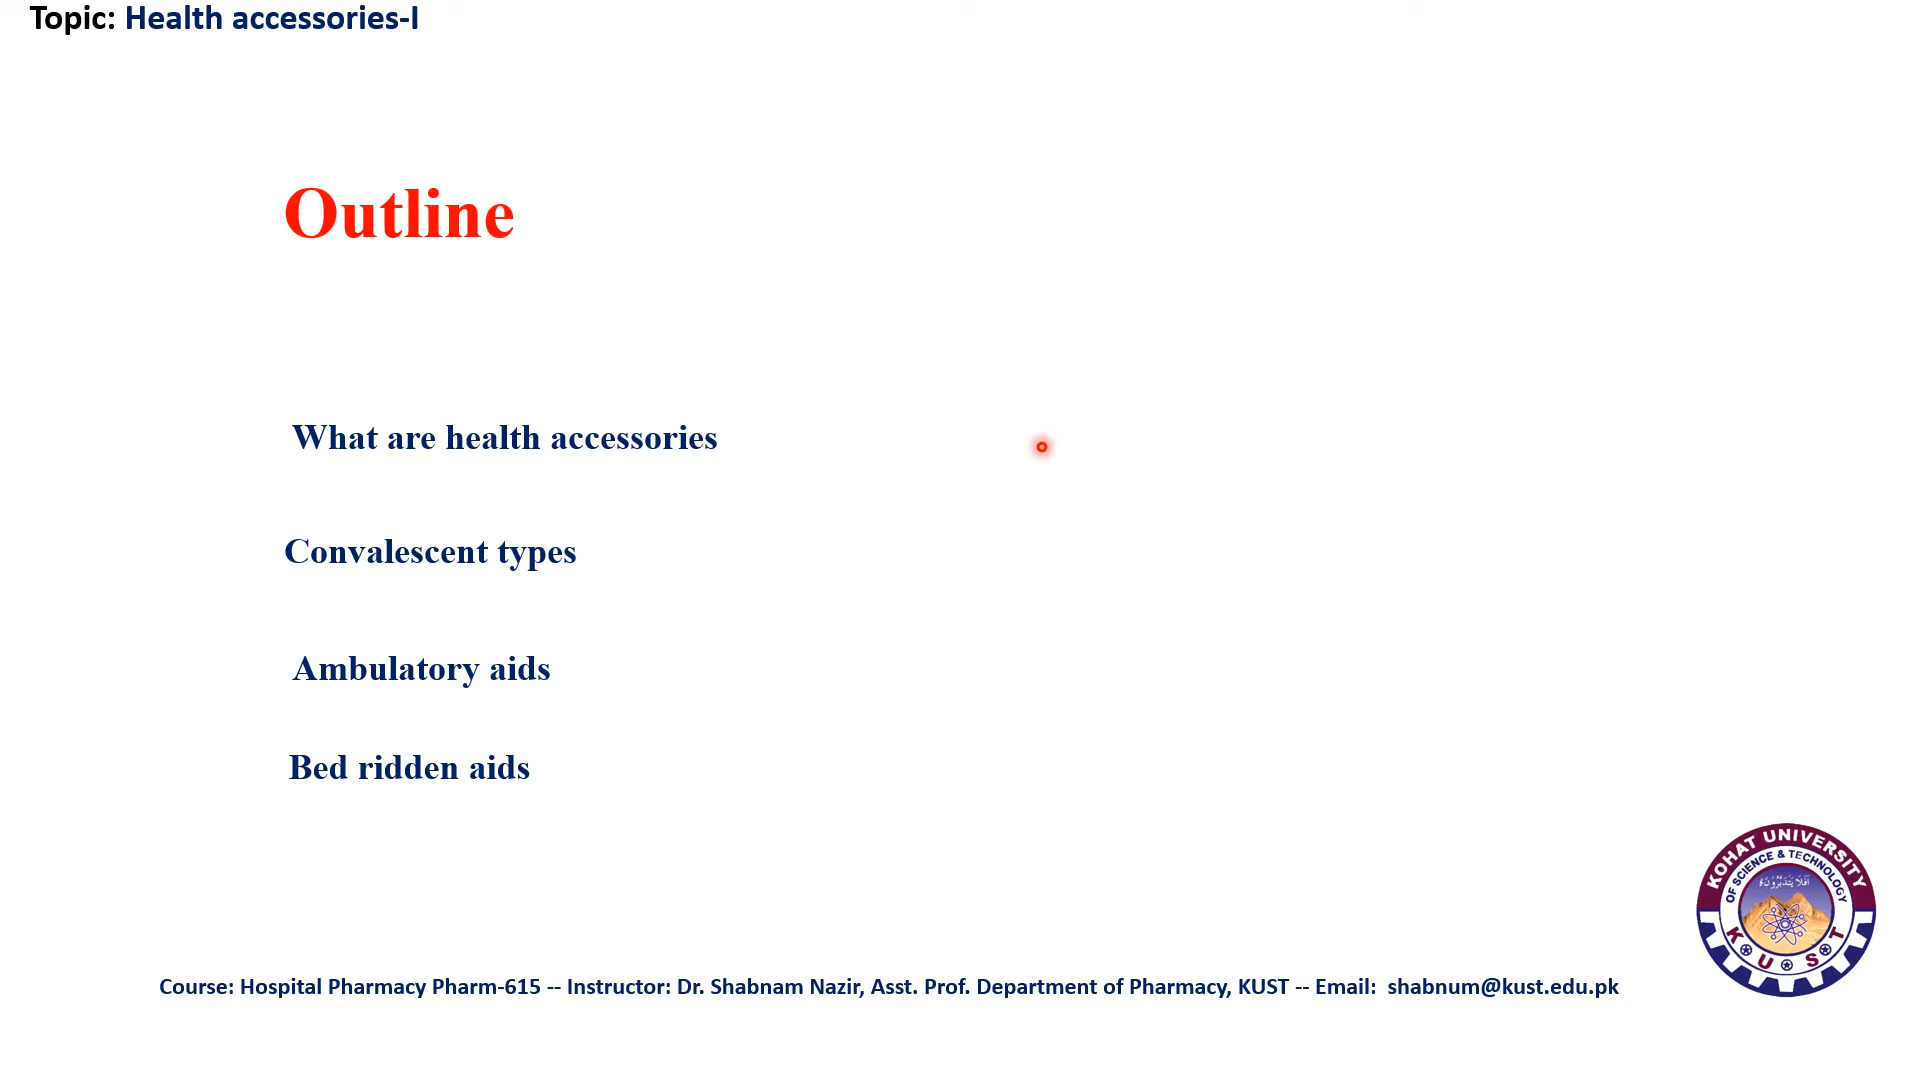 Topic: Health accessories-I
Outline
What are health accessories
Convalescent types
Ambulatory aids
Bed ridden aids
KOHAT UNIVERSITY
OF SCIENCE & TECHNOLOGY
أفلا يتدبرون
K U S T
Course: Hospital Pharmacy Pharm-615 -- Instructor: Dr. Shabnam Nazir, Asst. Prof. Department of Pharmacy, KUST -- Email: shabnum@kust.edu.pk